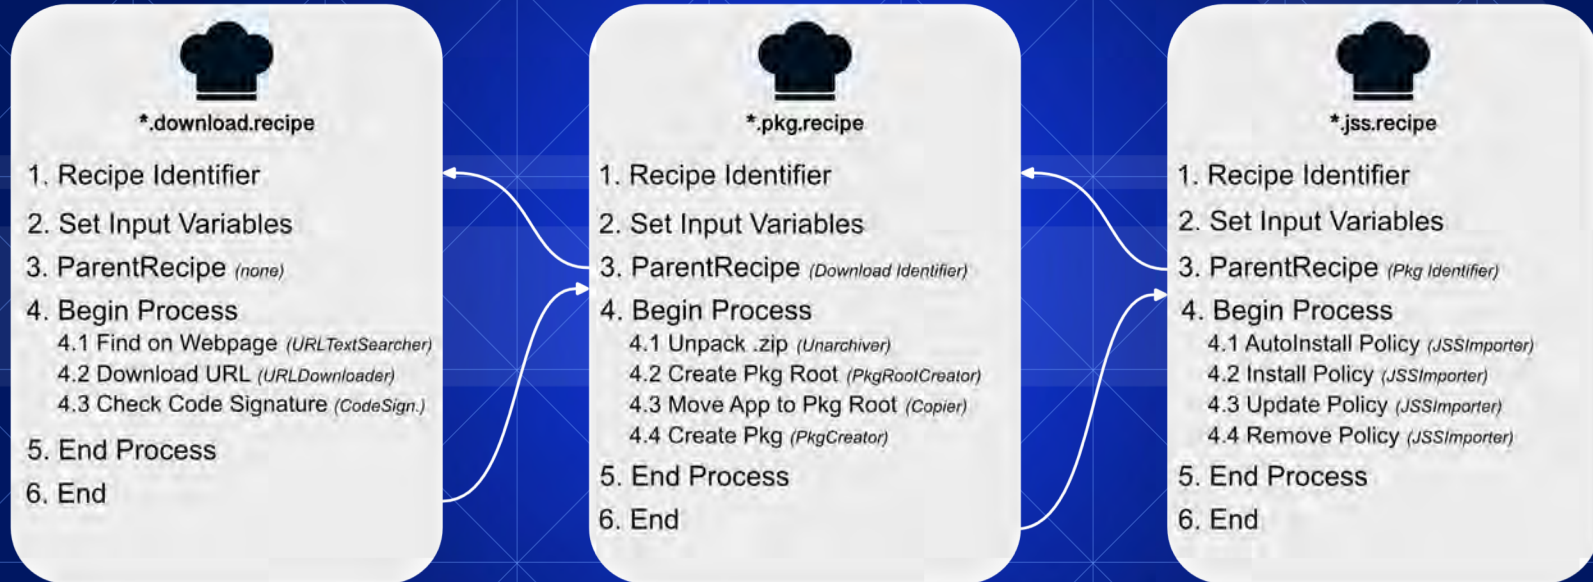 *.download.recipe
1. Recipe Identifier
2. Set Input Variables
3. ParentRecipe (none)
4. Begin Process
4.1 Find on Webpage (URLTextSearcher)
4.2 Download URL (URLDownloader)
4.3 Check Code Signature (CodeSign.)
5. End Process
6. End
*.pkg.recipe
1. Recipe Identifier
2. Set Input Variables
3. ParentRecipe (Download Identifier)
4. Begin Process
4.1 Unpack .zip (Unarchiver)
4.2 Create Pkg Root (PkgRootCreator)
4.3 Move App to Pkg Root (Copier)
4.4 Create Pkg (PkgCreator)
5. End Process
6. End
*.jss.recipe
1. Recipe Identifier
2. Set Input Variables
3. ParentRecipe (Pkg Identifier)
4. Begin Process
4.1 AutoInstall Policy (JSSImporter)
4.2 Install Policy (JSSImporter)
4.3 Update Policy (JSSImporter)
4.4 Remove Policy (JSSImporter)
5. End Process
6. End